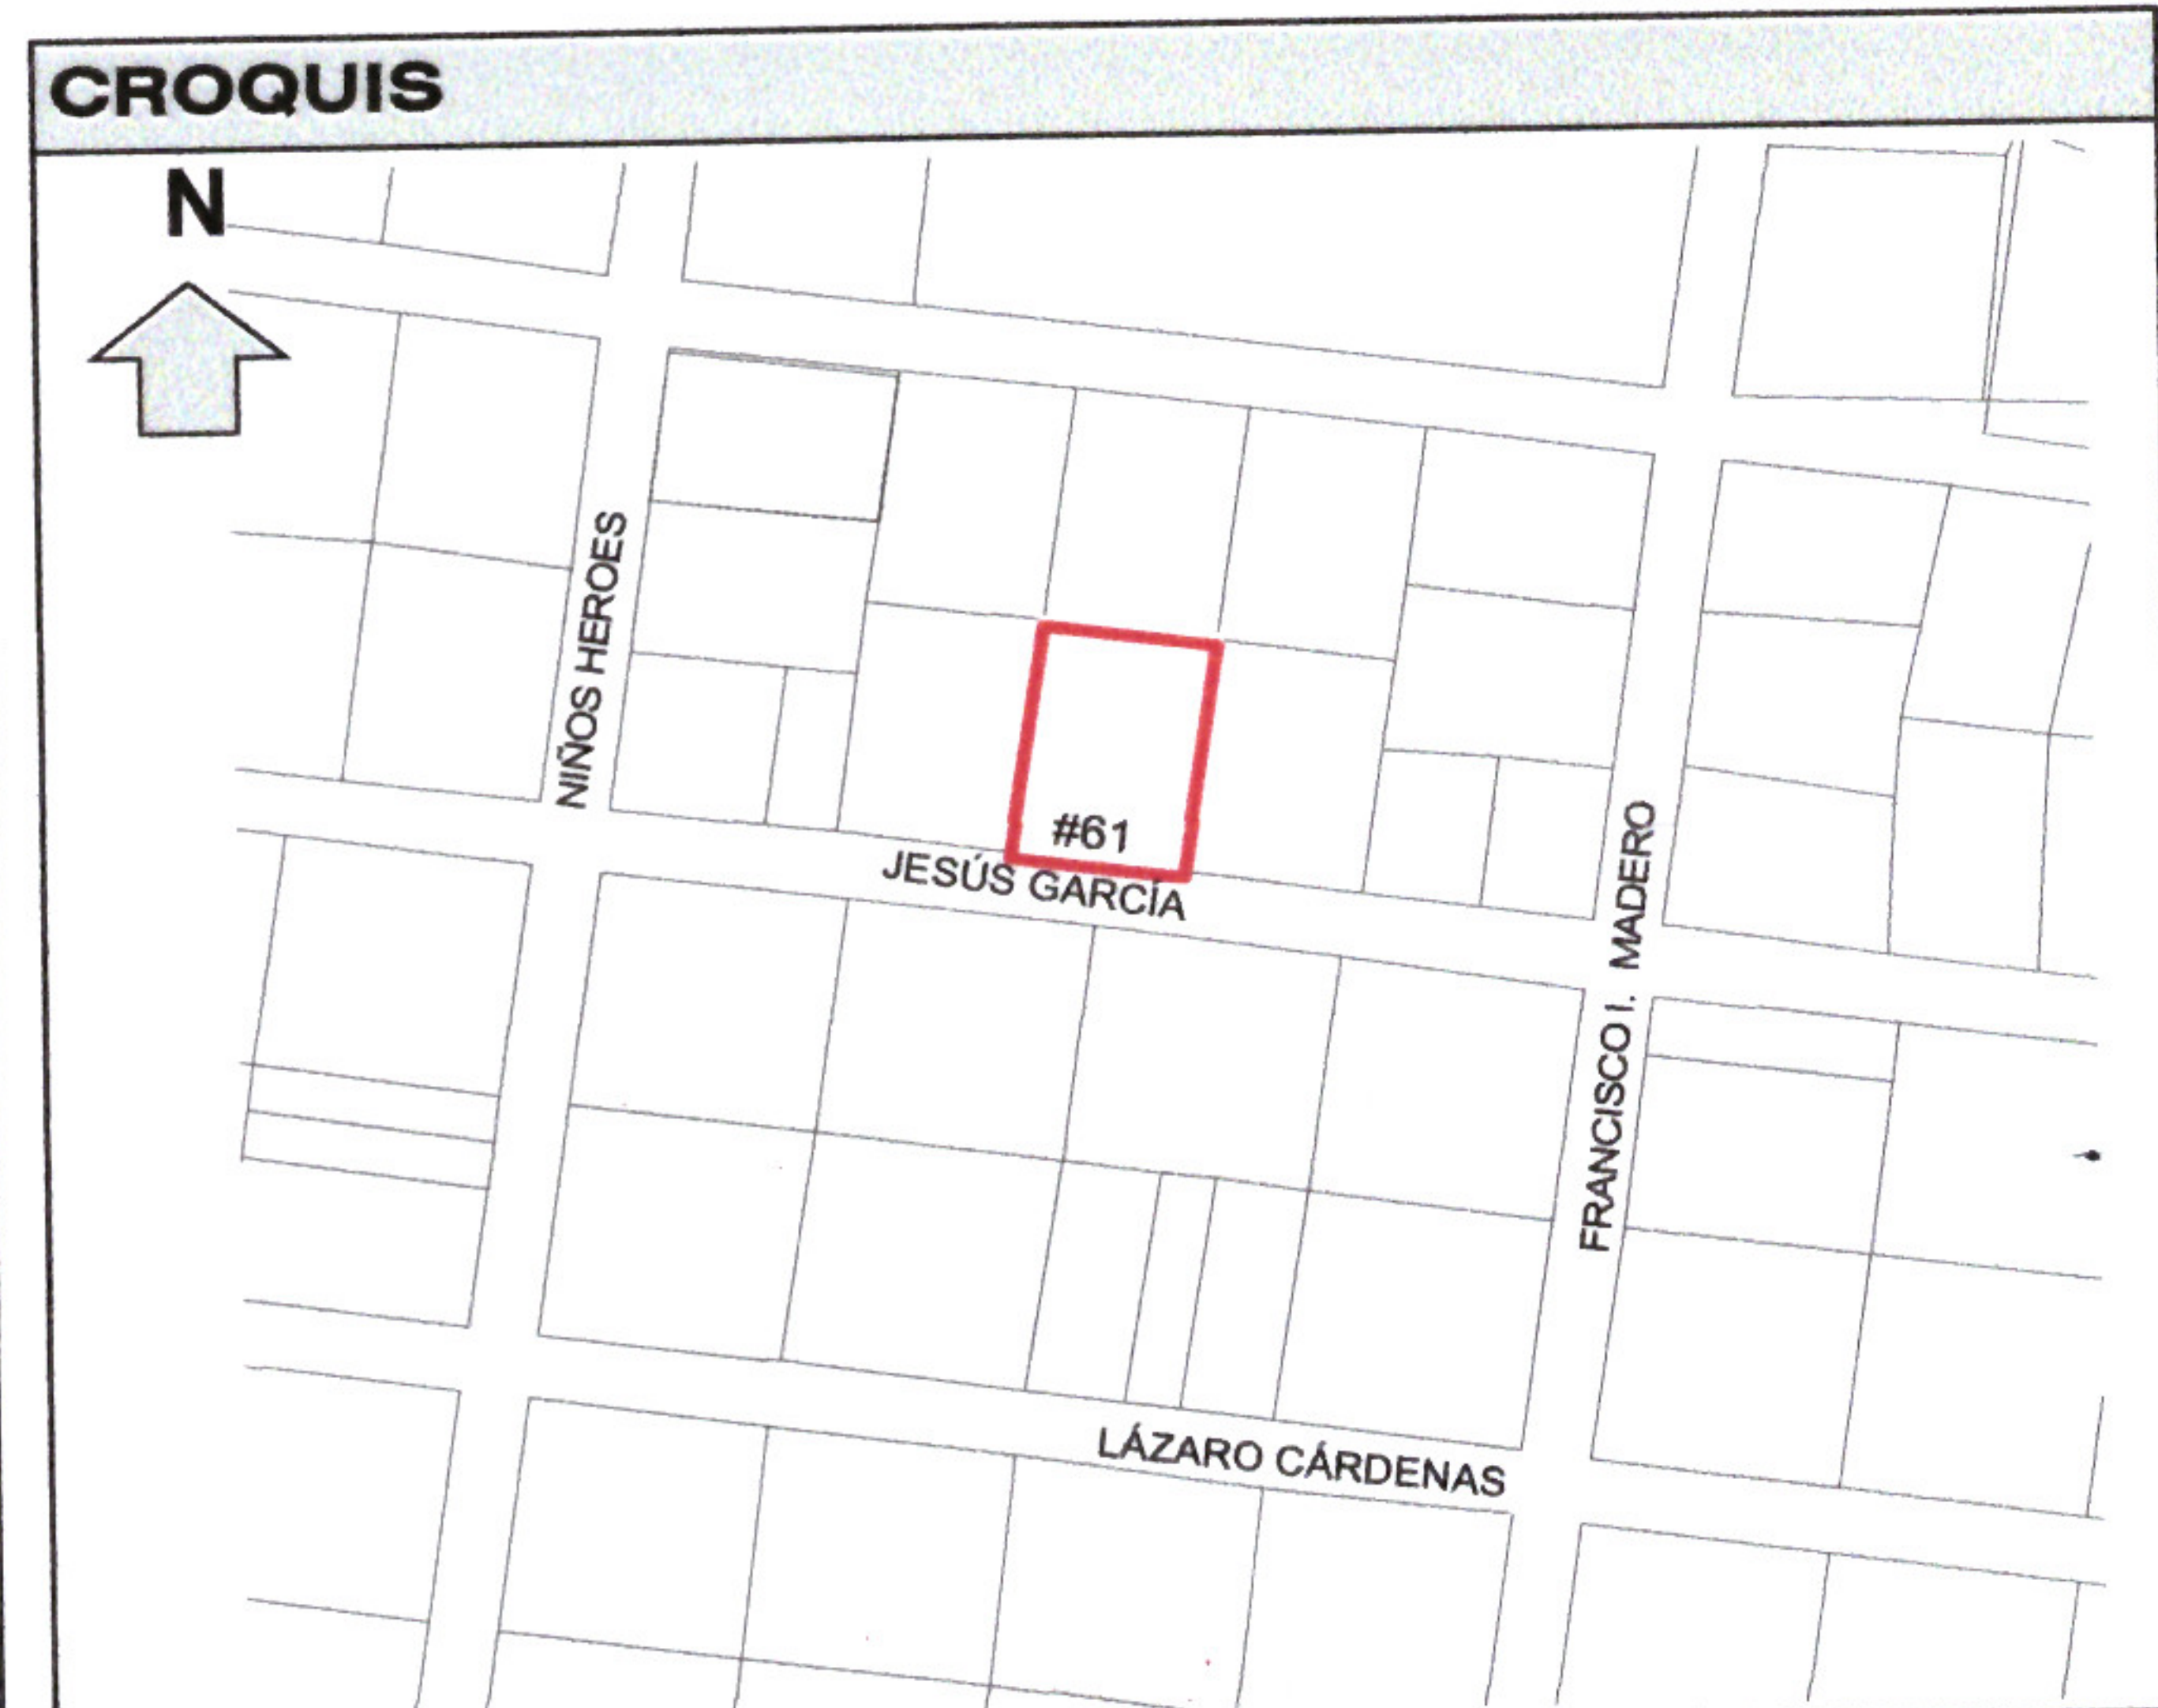 CROQUIS
N
NIÑOS HEROES
#61
JESÚS GARCÍA
FRANCISCO I. MADERO
LÁZARO CÁRDENAS